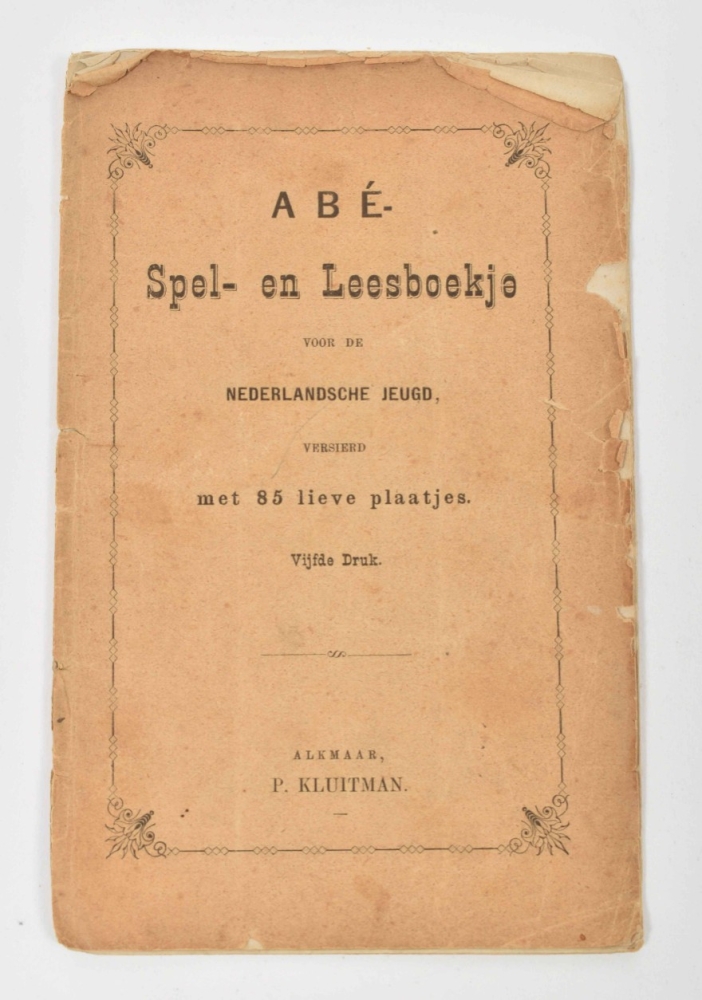 ABÉ-
Spel- en Leesboekje
VOOR DE
NEDERLANDSCHE JEUGD,
VERSIERD
met 85 lieve plaatjes.
Vijfde Druk.
ALKMAAR,
P. KLUITMAN.